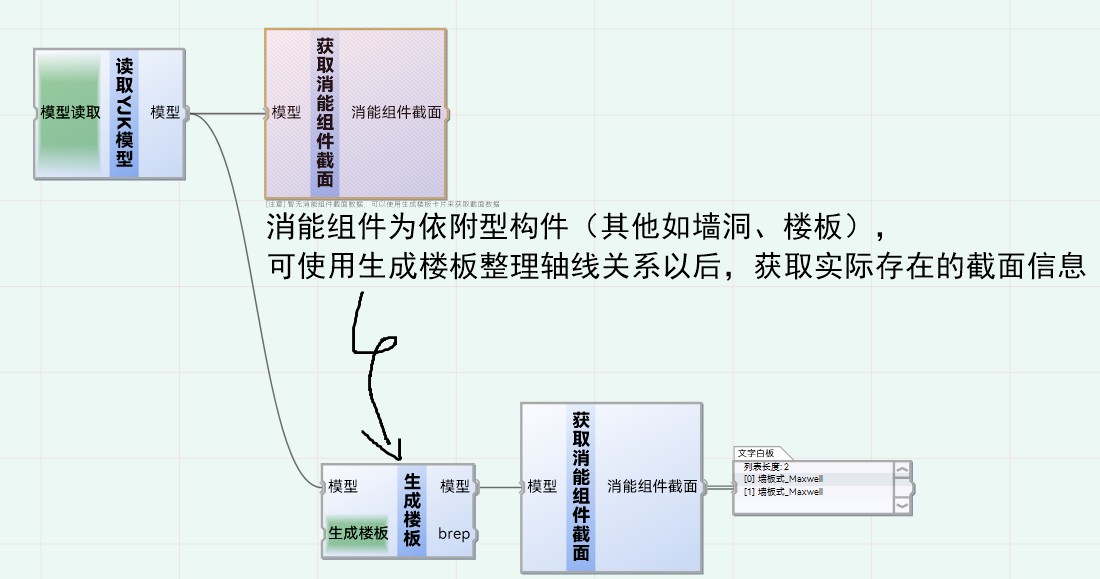 模型读取
读取YJK模型
模型
模型
获取消能组件截面
消能组件截面
[注意] 暂无消能组件截面数据，可以使用生成楼板卡片来获取截面数据
消能组件为依附型构件（其他如墙洞、楼板），
可使用生成楼板整理轴线关系以后，获取实际存在的截面信息
模型
生成楼板
生成楼板
模型
brep
模型
获取消能组件截面
消能组件截面
文字白板
列表长度: 2
[0] 墙板式_Maxwell
[1] 墙板式_Maxwell